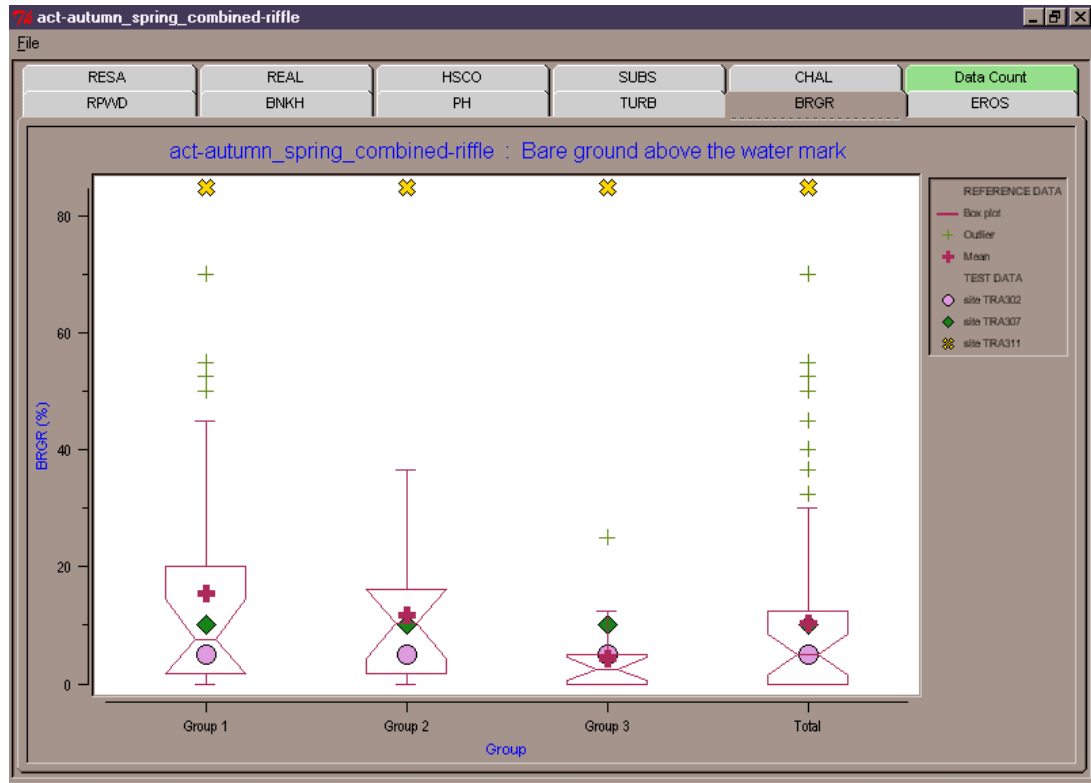 act-autumn_spring_combined-riffle
File
RESA REAL HSCO SUBS CHAL Data Count
RPWD BNKH PH TURB BRGR EROS
act-autumn_spring_combined-riffle : Bare ground above the water mark
REFERENCE DATA
Box plot
Outlier
Mean
TEST DATA
site TRA302
site TRA307
site TRA311
80
60
40
20
0
BRGR (%)
Group 1 Group 2 Group 3 Total
Group